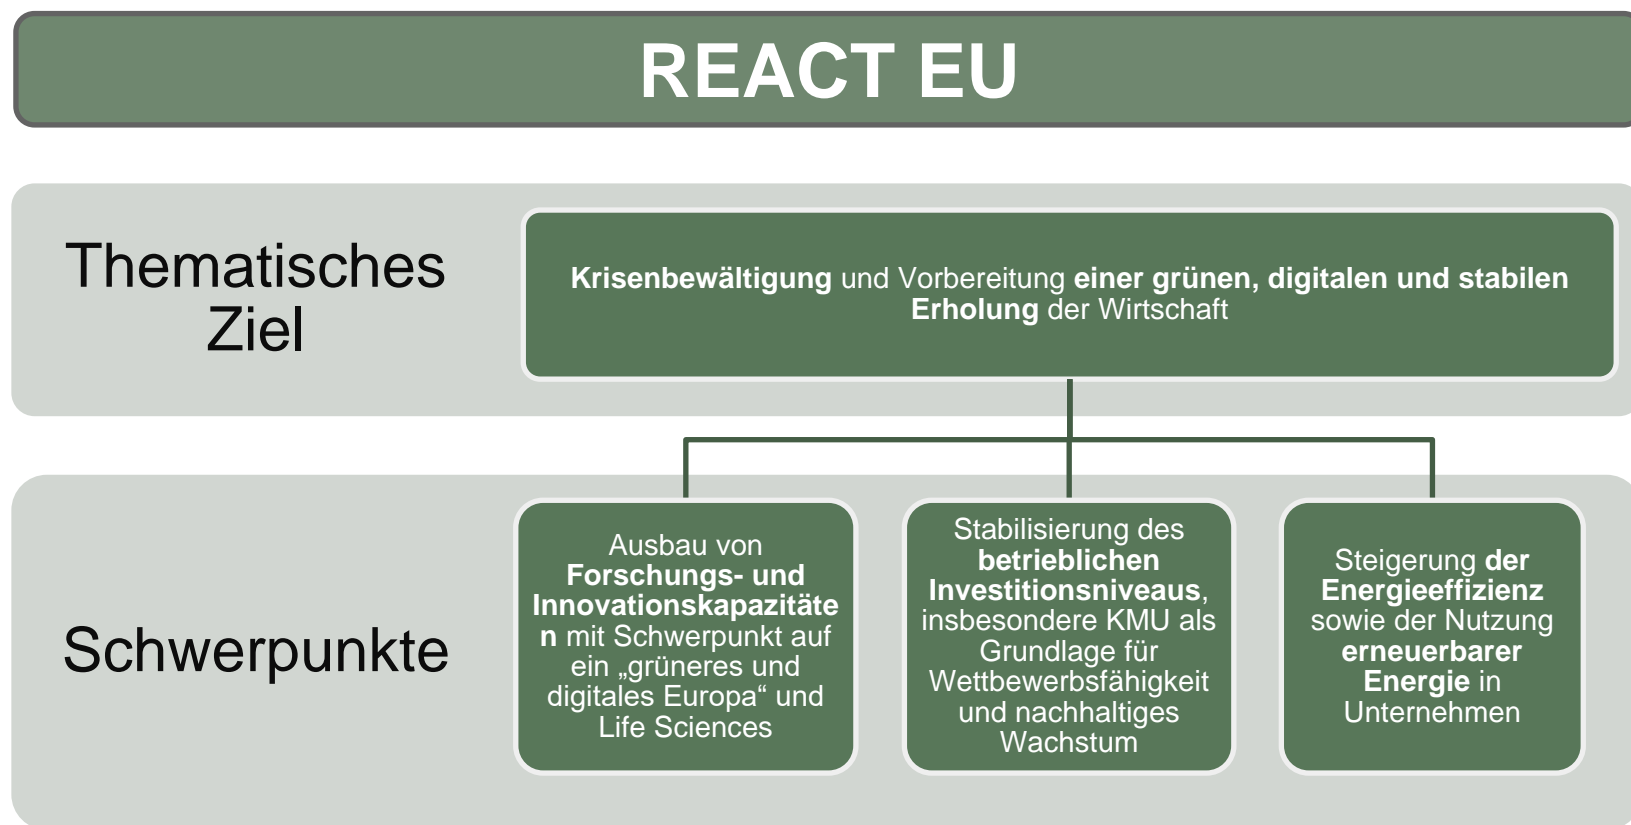 REACT EU
Thematisches
Ziel
Krisenbewältigung und Vorbereitung einer grünen, digitalen und stabilen
Erholung der Wirtschaft
Schwerpunkte
Ausbau von
Forschungs- und
Innovationskapazitäte
n mit Schwerpunkt auf
ein „grüneres und
digitales Europa“ und
Life Sciences
Stabilisierung des
betrieblichen
Investitionsniveaus,
insbesondere KMU als
Grundlage für
Wettbewerbsfähigkeit
und nachhaltiges
Wachstum
Steigerung der
Energieeffizienz
sowie der Nutzung
erneuerbarer
Energie in
Unternehmen